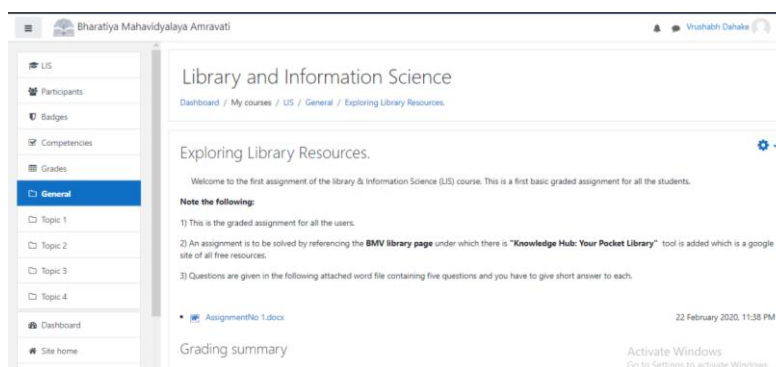 Bharatiya Mahavidyalaya Amravati
Vrushabh Dahake
LIS
Participants
Badges
Competencies
Grades
General
Topic 1
Topic 2
Topic 3
Topic 4
Dashboard
Site home
Library and Information Science
Dashboard / My courses / LIS / General / Exploring Library Resources.
Exploring Library Resources.
Welcome to the first assignment of the library & Information Science (LIS) course. This is a first basic graded assignment for all the students.
Note the following:
1) This is the graded assignment for all the users.
2) An assignment is to be solved by referencing the BMV library page under which there is "Knowledge Hub: Your Pocket Library" tool is added which is a google
site of all free resources.
3) Questions are given in the following attached word file containing five questions and you have to give short answer to each.
AssignmentNo 1.docx
22 February 2020, 11:38 PM
Grading summary
Activate Windows
Go to Settings to activate Windows.